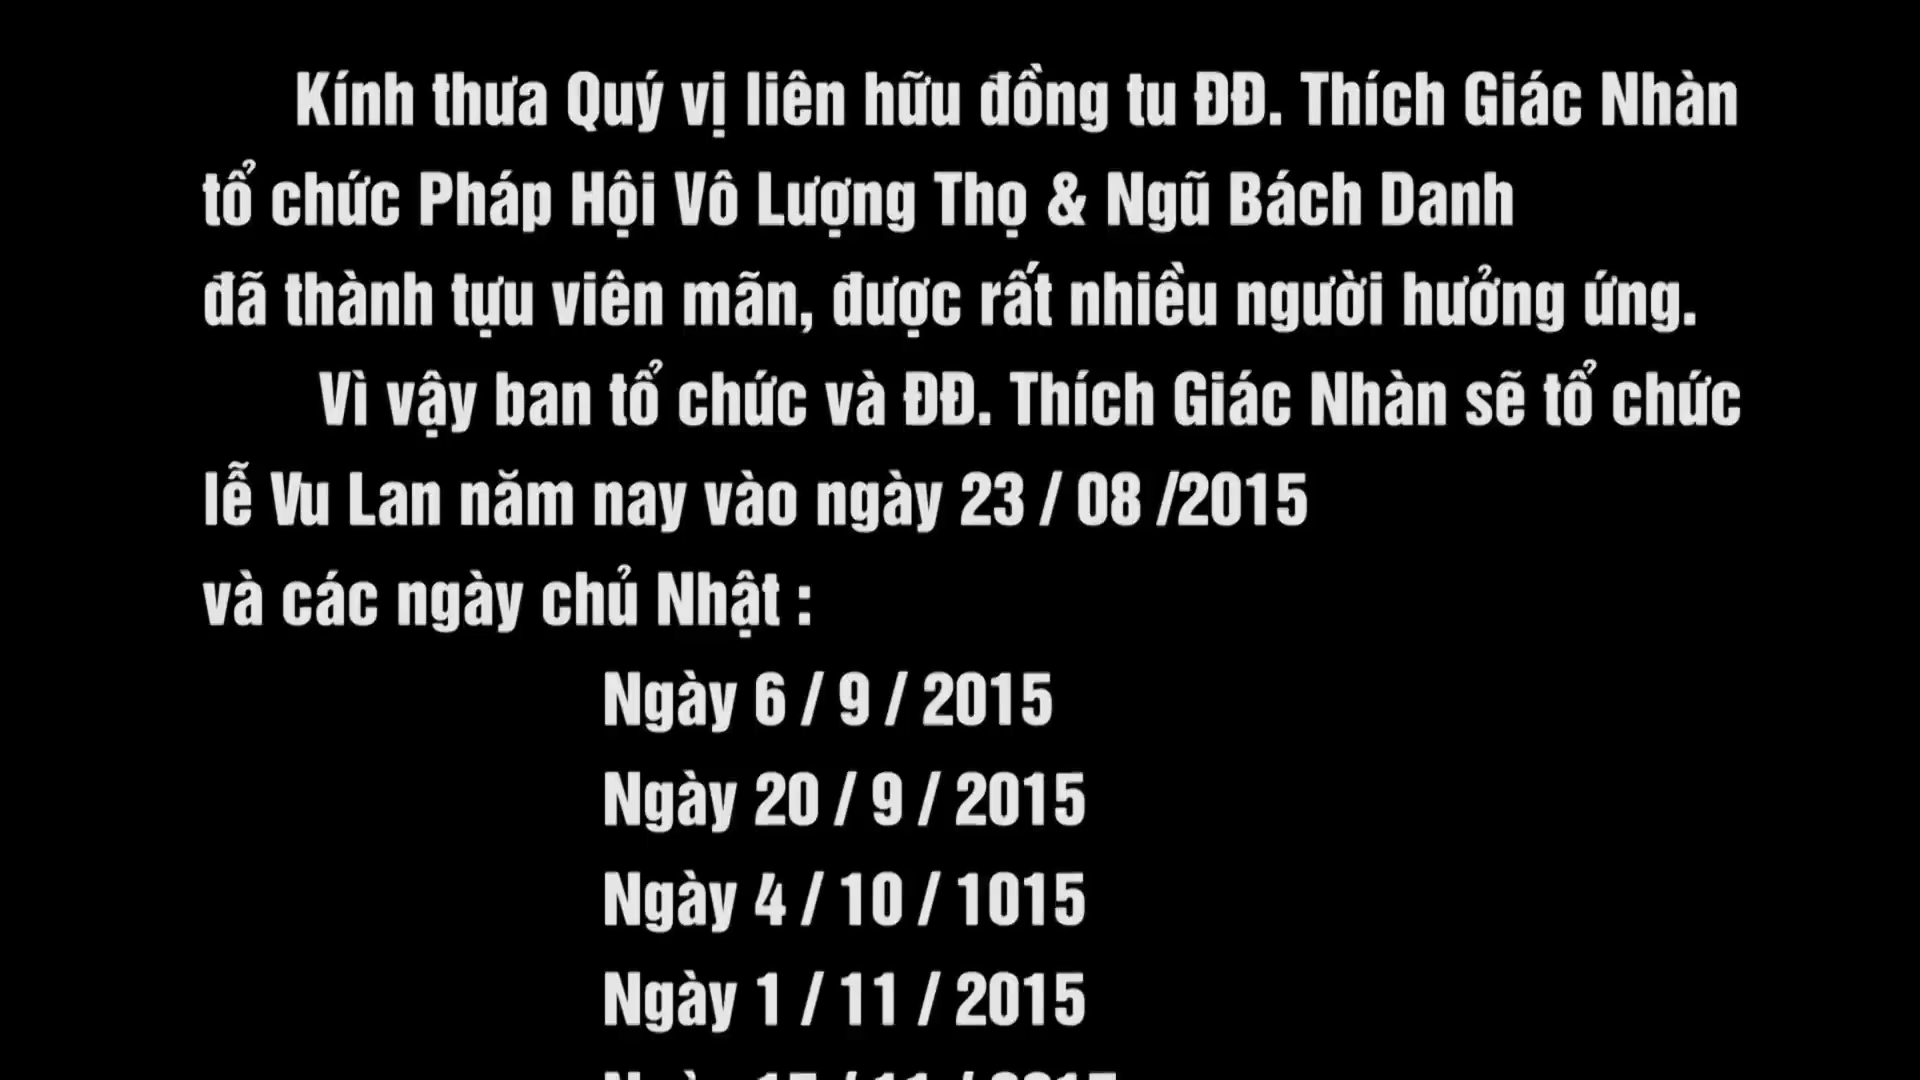 Kính thưa Quý vị liên hữu đồng tu ĐĐ. Thích Giác Nhàn
tổ chức Pháp Hội Vô Lượng Thọ & Ngũ Bách Danh
đã thành tựu viên mãn, được rất nhiều người hưởng ứng.
Vì vậy ban tổ chức và ĐĐ. Thích Giác Nhàn sẽ tổ chức
lễ Vu Lan năm nay vào ngày 23 / 08 /2015
và các ngày chủ Nhật :
Ngày 6 / 9 / 2015
Ngày 20 / 9 / 2015
Ngày 4 / 10 / 1015
Ngày 1 / 11 / 2015